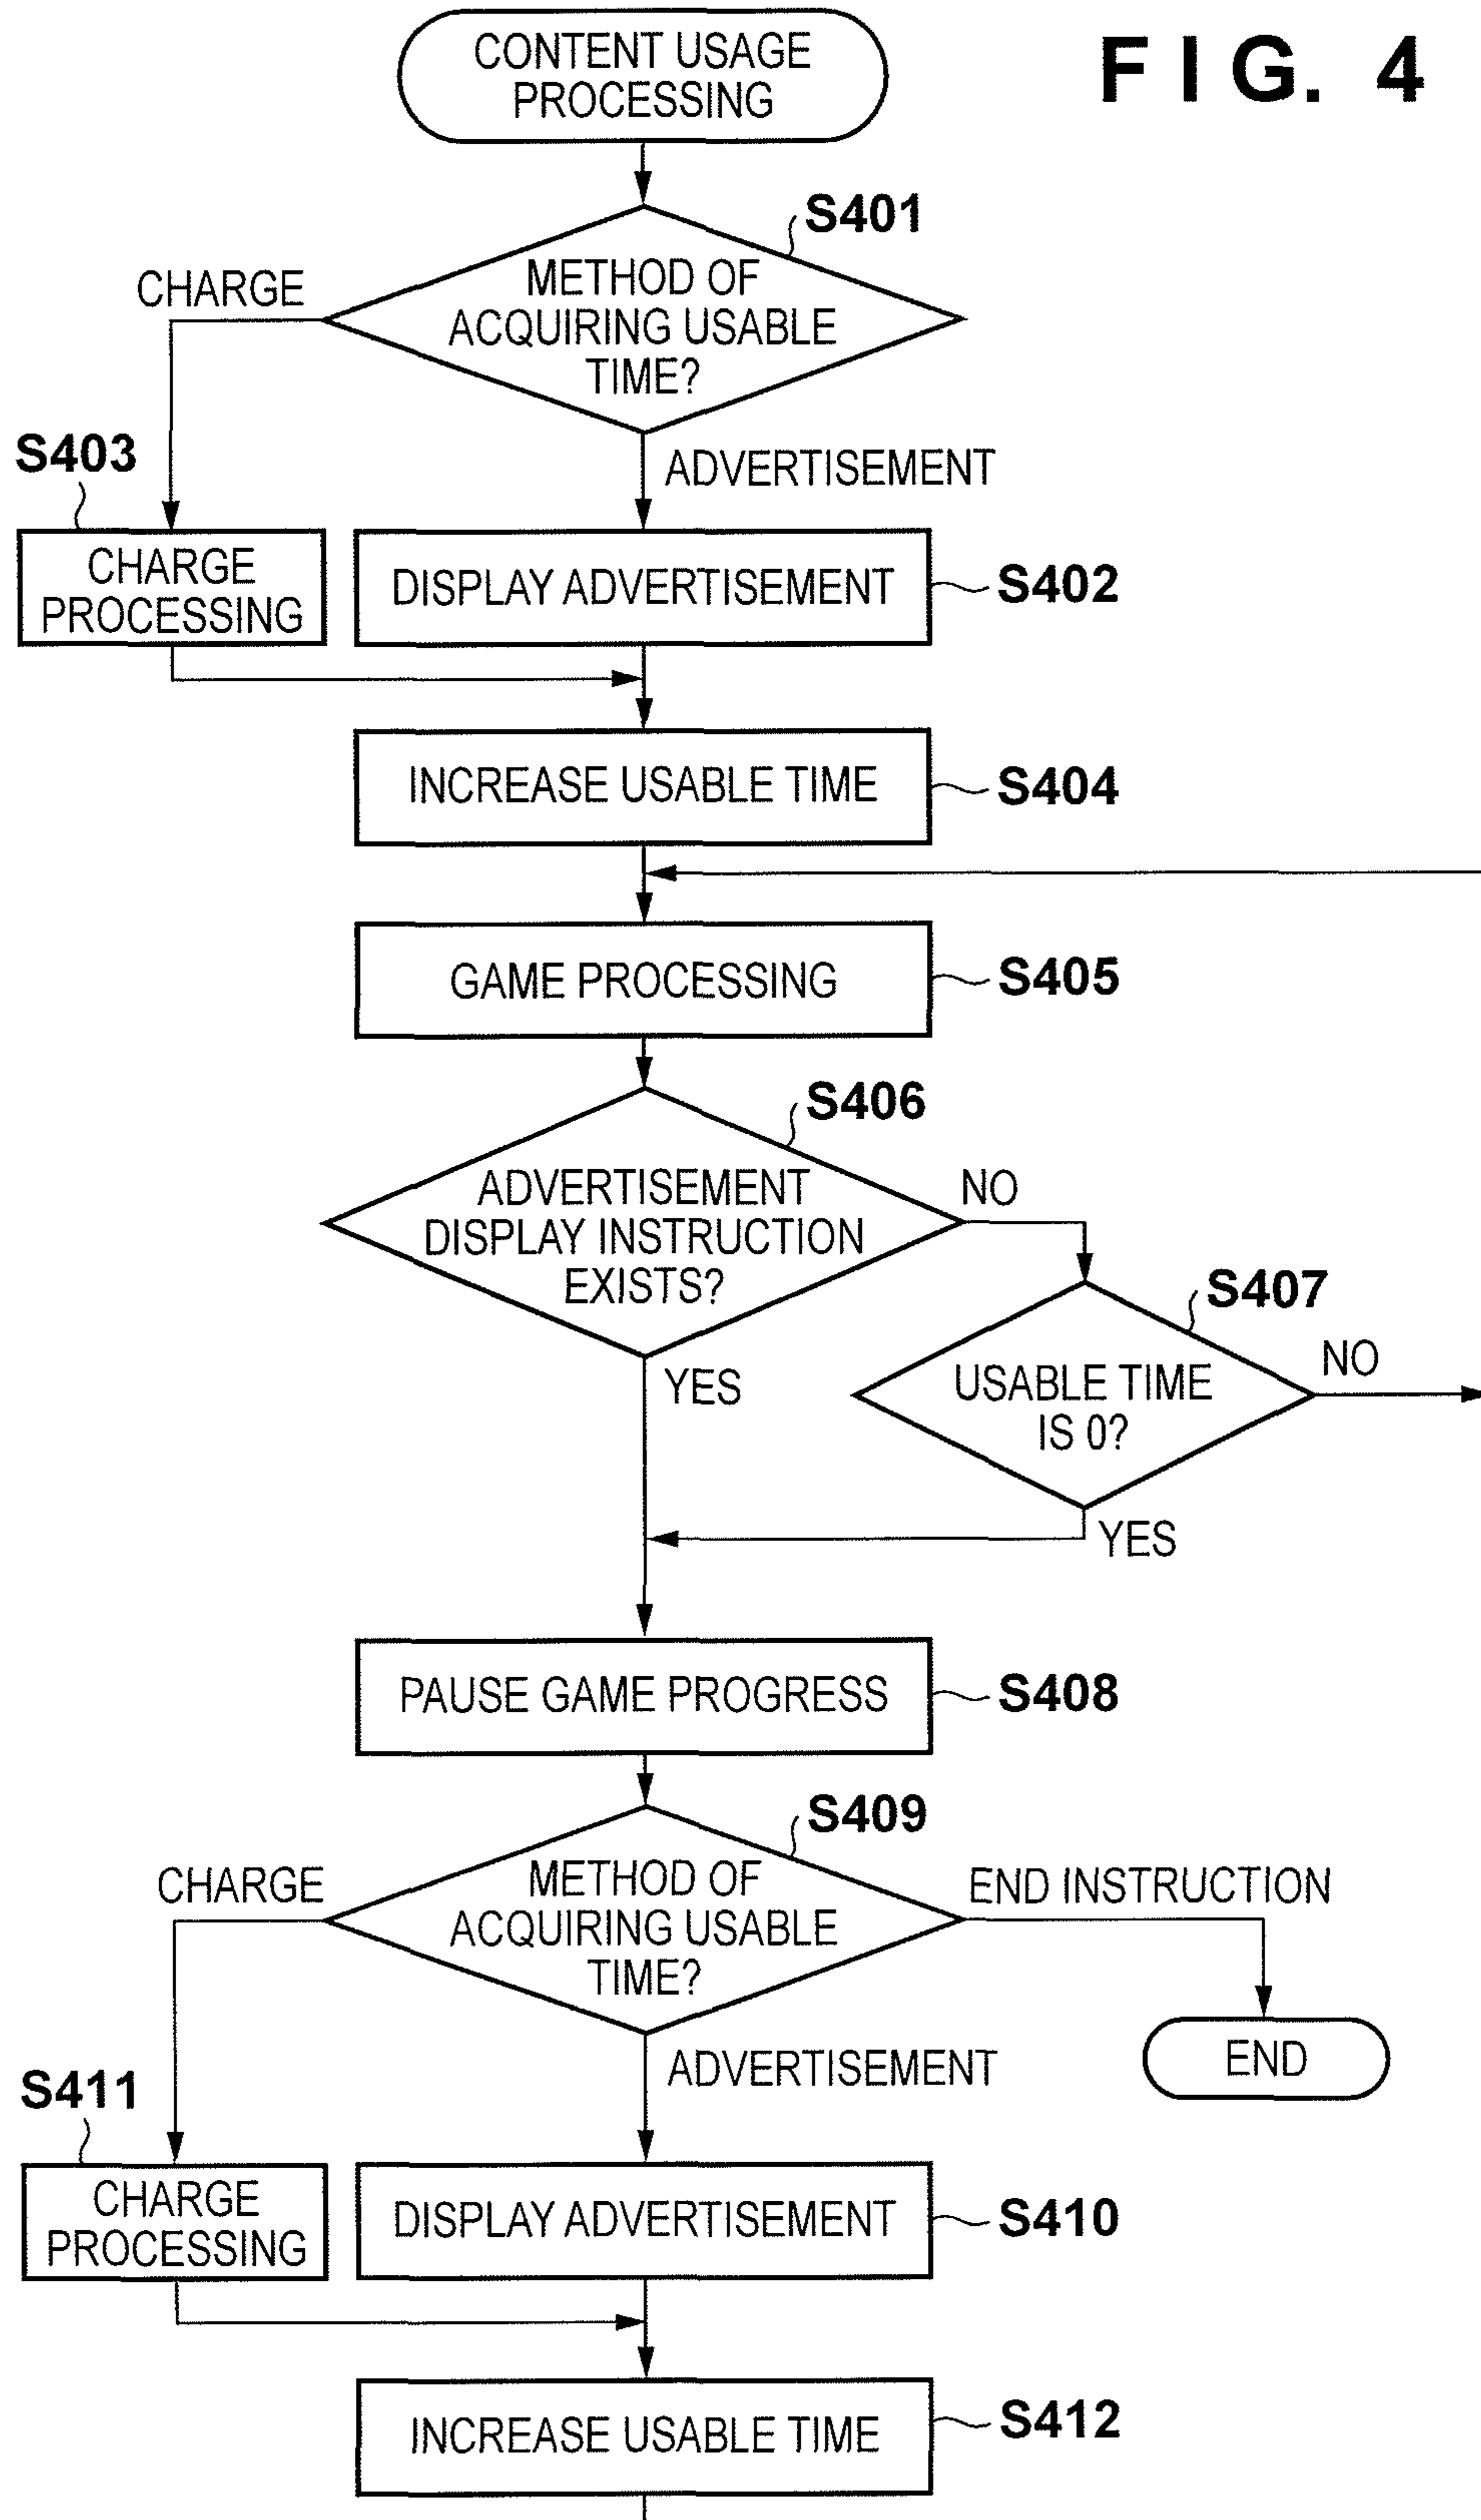 FIG. 4
CONTENT USAGE
PROCESSING
S401
METHOD OF
ACQUIRING USABLE
TIME?
CHARGE
ADVERTISEMENT
S403
CHARGE
PROCESSING
DISPLAY ADVERTISEMENT
S402
INCREASE USABLE TIME
S404
GAME PROCESSING
S405
S406
ADVERTISEMENT
DISPLAY INSTRUCTION
EXISTS?
NO
YES
S407
USABLE TIME
IS 0?
NO
YES
PAUSE GAME PROGRESS
S408
S409
METHOD OF
ACQUIRING USABLE
TIME?
CHARGE
END INSTRUCTION
END
ADVERTISEMENT
S411
CHARGE
PROCESSING
DISPLAY ADVERTISEMENT
S410
INCREASE USABLE TIME
S412